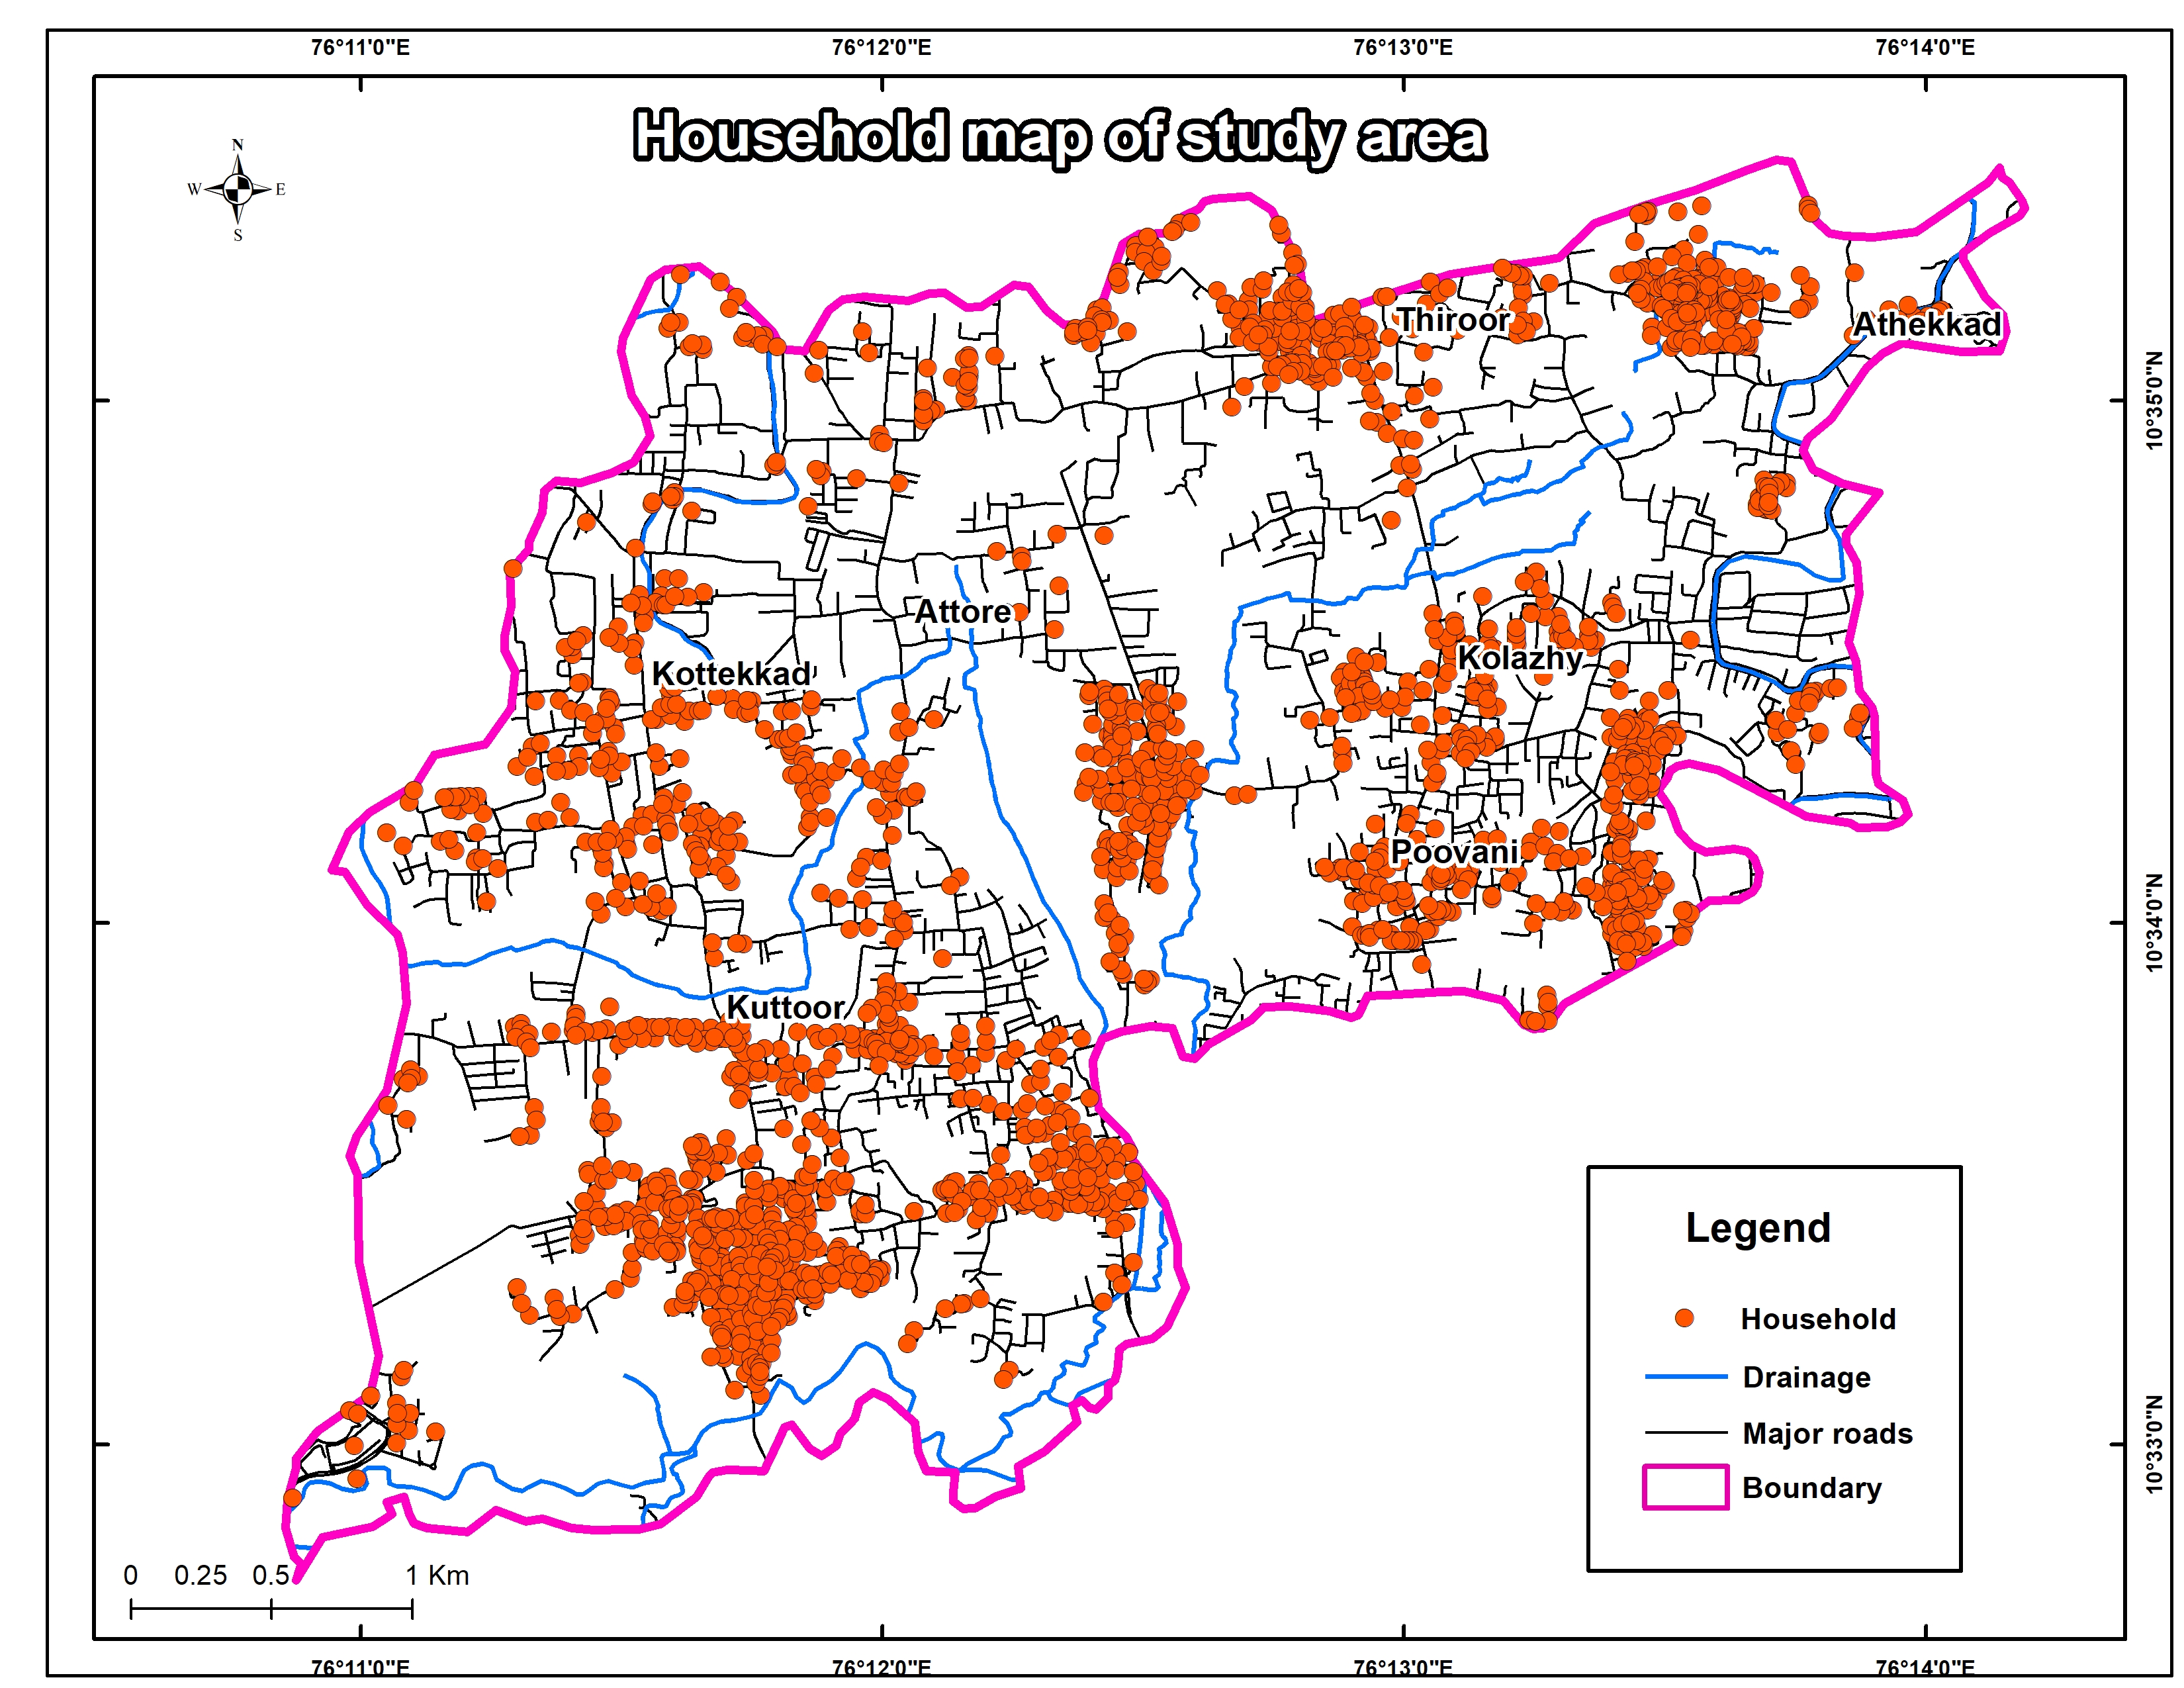 76°11'0"E 76°12'0"E 76°13'0"E 76°14'0"E
Household map of study area
N
W E
S
Thiroor
Athekkad
10°35'0"N
Attore
Kolazhy
Kottekkad
Poovani
10°34'0"N
Kuttoor
Legend
Household
Drainage
Major roads
Boundary
10°33'0"N
0 0.25 0.5 1 Km
76°11'0"E 76°12'0"E 76°13'0"E 76°14'0"E